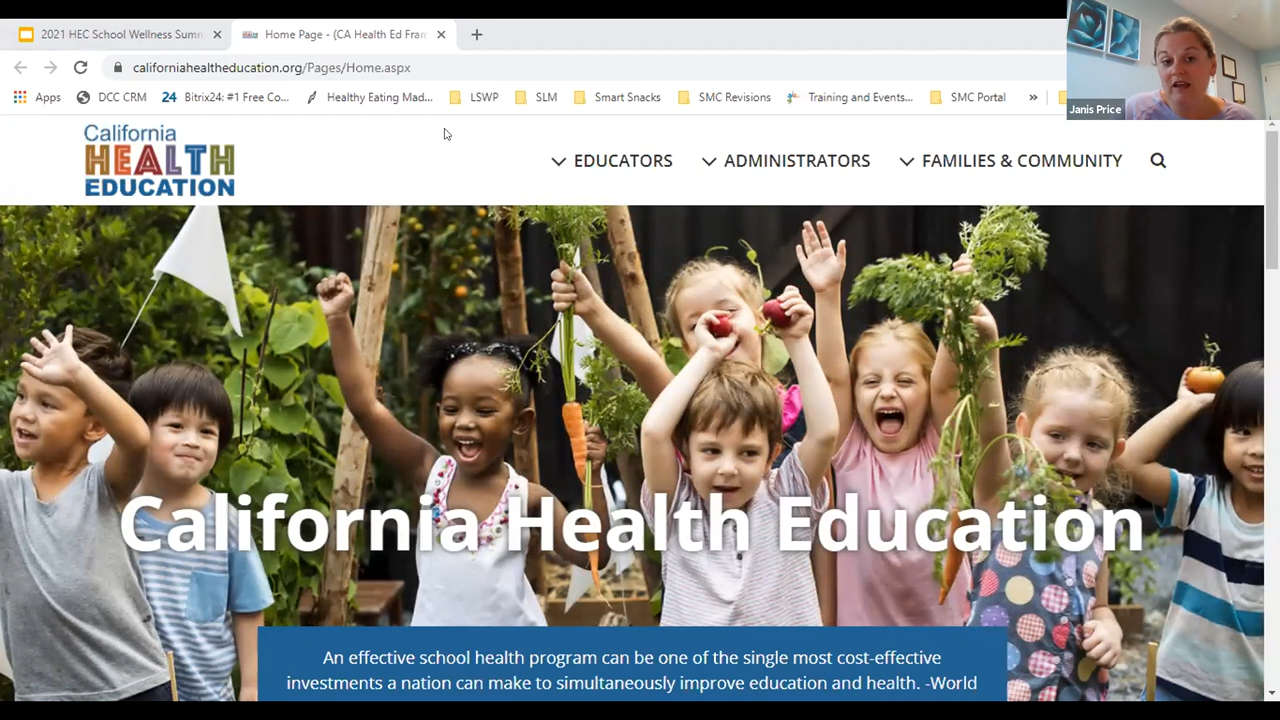 2021 HEC School Wellness Sum
Home Page - (CA Health Ed Fram
californiahealtheducation.org/Pages/Home.aspx
Apps
DCC CRM
24 Bitrix24: #1 Free Co...
Healthy Eating Mad...
LSWP
SLM
Smart Snacks
SMC Revisions
Training and Events...
SMC Portal
»
Janis Price
California
HEALTH
EDUCATION
EDUCATORS
ADMINISTRATORS
FAMILIES & COMMUNITY
California Health Education
An effective school health program can be one of the single most cost-effective
investments a nation can make to simultaneously improve education and health. -World